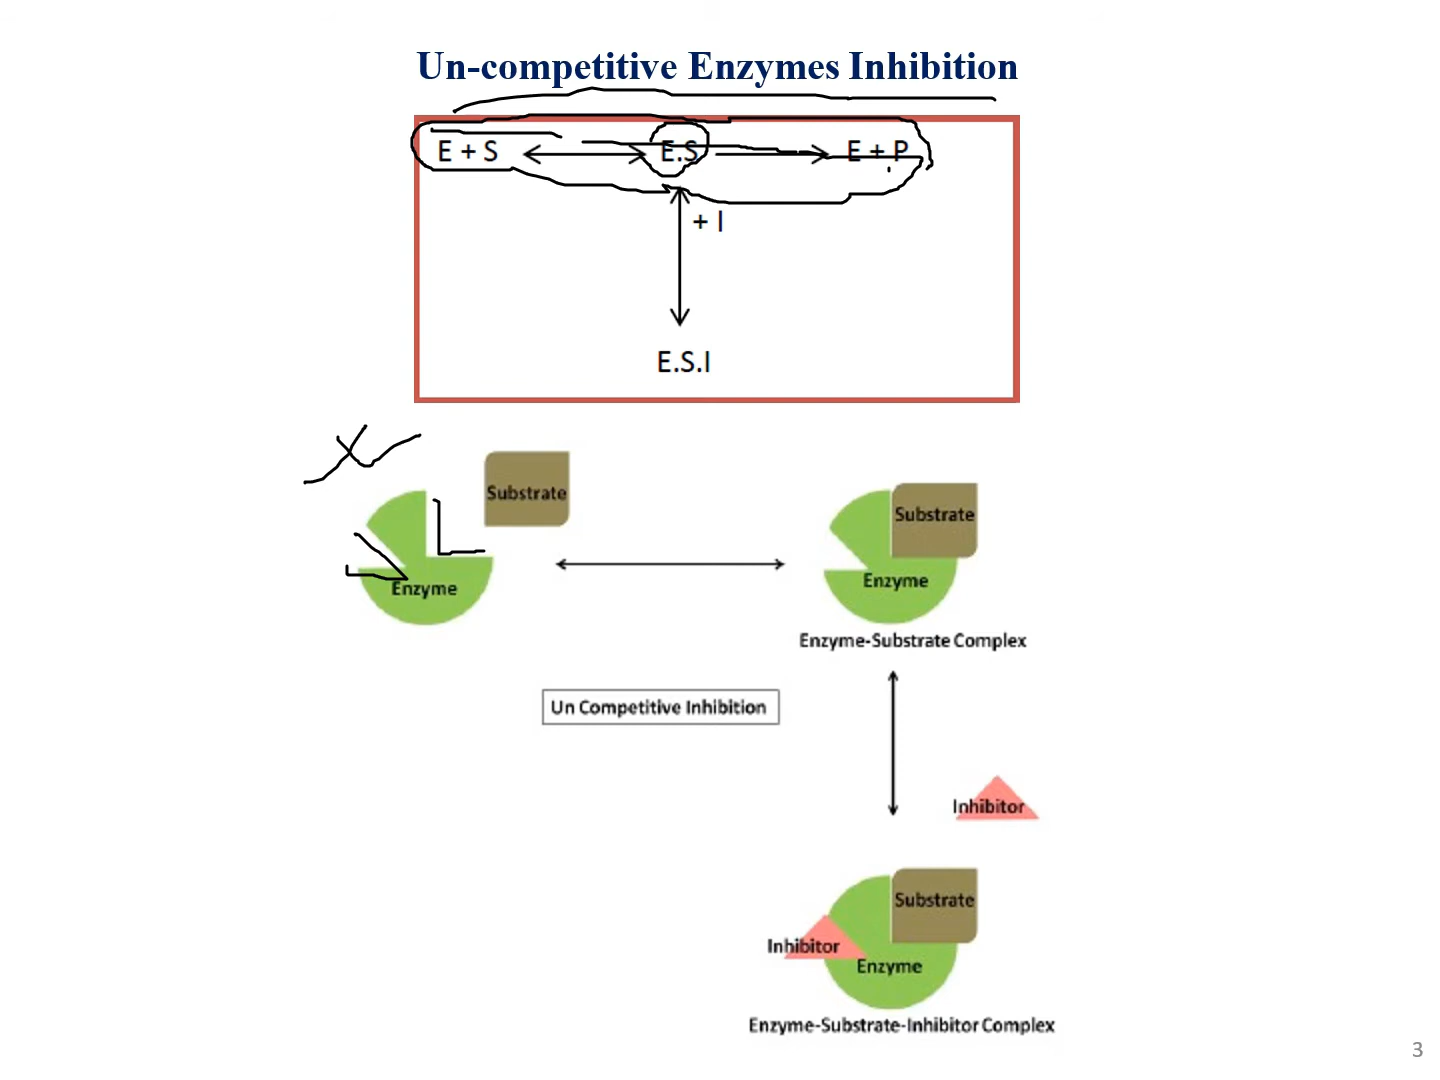 Un-competitive Enzymes Inhibition
E + S E.S E + P
+ I
E.S.I
Substrate
Enzyme
Substrate
Enzyme
Enzyme-Substrate Complex
Un Competitive Inhibition
Inhibitor
Substrate
Inhibitor
Enzyme
Enzyme-Substrate-Inhibitor Complex
3